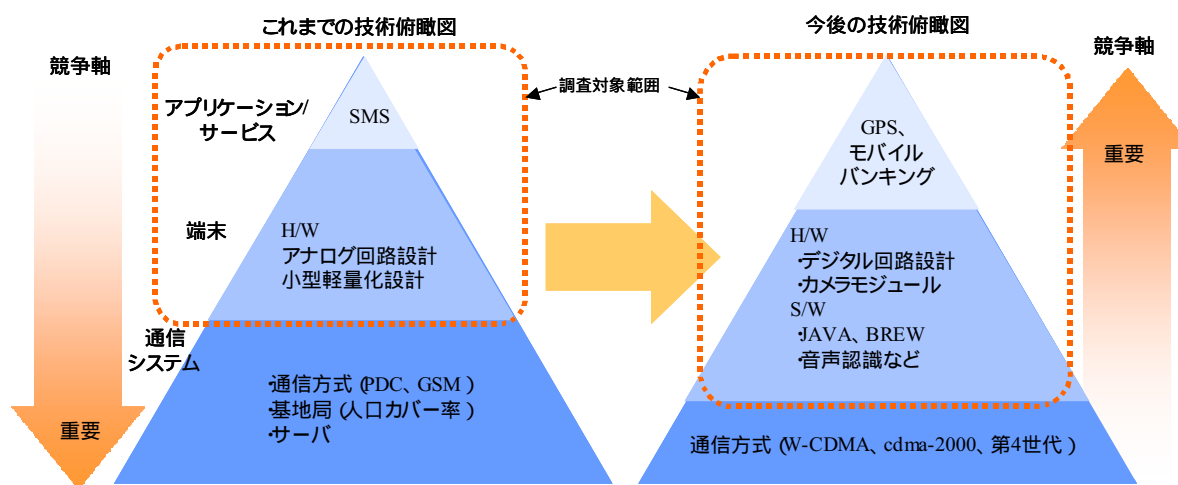 これまでの技術俯瞰図
競争軸
アプリケーション/
サービス
SMS
端末
H/W
アナログ回路設計
小型軽量化設計
通信
システム
・通信方式（PDC、GSM）
・基地局（人口カバー率）
・サーバ
重要
調査対象範囲
今後の技術俯瞰図
競争軸
重要
GPS、
モバイル
バンキング
H/W
・デジタル回路設計
・カメラモジュール
S/W
・JAVA、BREW
・音声認識など
通信方式（W-CDMA、cdma-2000、第4世代）